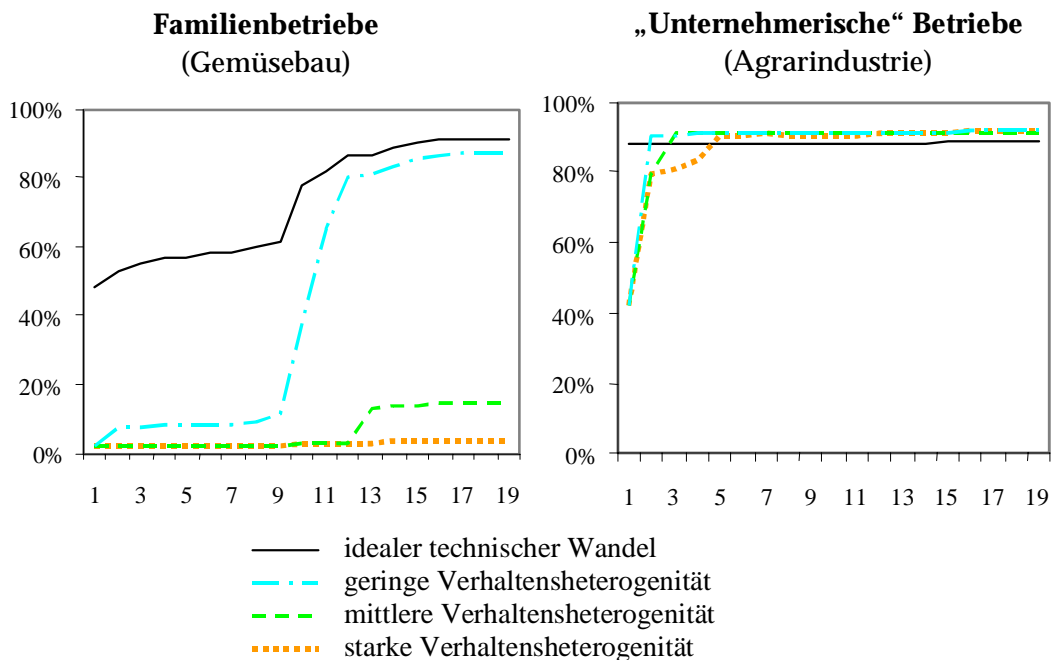 Familienbetriebe
(Gemüsebau)
100%
80%
60%
40%
20%
0%
1 3 5 7 9 11 13 15 17 19
„Unternehmerische“ Betriebe
(Agrarindustrie)
100%
80%
60%
40%
20%
0%
1 3 5 7 9 11 13 15 17 19
idealer technischer Wandel
geringe Verhaltensheterogenität
mittlere Verhaltensheterogenität
starke Verhaltensheterogenität